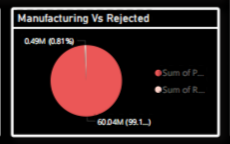 Manufacturing Vs Rejected
0.49M (0.81%)
Sum of P...
Sum of R...
60.04M (99.1...)